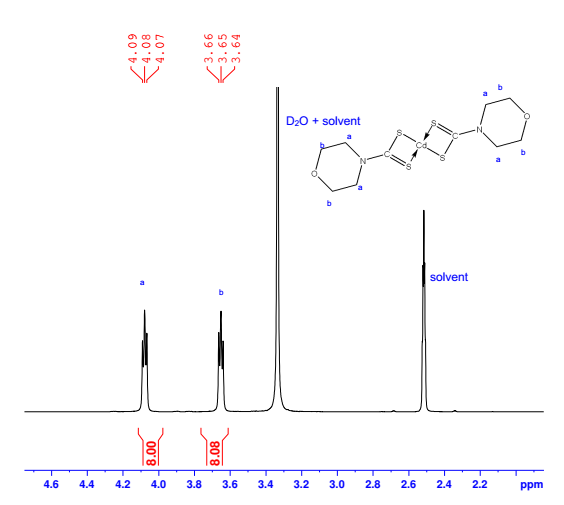 4.09
4.08
4.07
3.66
3.65
3.64
D₂O + solvent
a
b
S
S
a
b
C
N
O
Cd
b
a
N
C
S
S
a
b
O
a
b
solvent
a
b
8.00
8.08
4.6 4.4 4.2 4.0 3.8 3.6 3.4 3.2 3.0 2.8 2.6 2.4 2.2 ppm